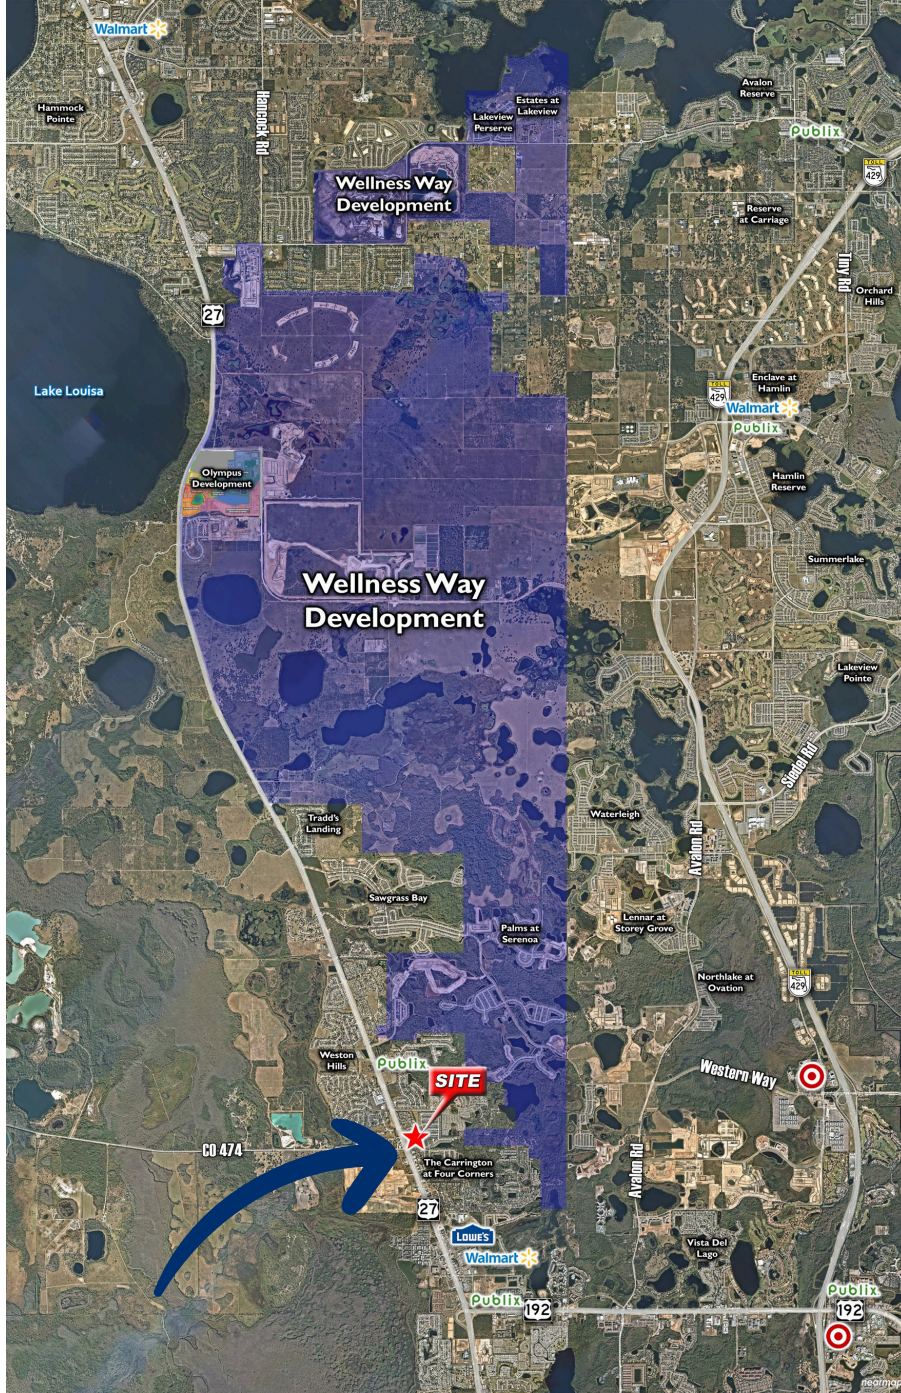 Walmart
Hammock
Pointe
Hancock Rd
Estates at
Lakeview
Lakeview
Perserve
Avalon
Reserve
Publix
TOLL
429
Wellness Way
Development
Reserve
at Carriage
Tiny Rd
Orchard
Hills
27
Lake Louisa
TOLL
429
Enclave at
Hamlin
Walmart
Publix
Olympus
Development
Hamlin
Reserve
Summerlake
Wellness Way
Development
Lakeview
Pointe
Siedel Rd
Tradd's
Landing
Waterleigh
Avalon Rd
Sawgrass Bay
Lennar at
Storey Grove
Palms at
Serenoa
Northlake at
Ovation
TOLL
429
Weston
Hills
Publix
SITE
Western Way
CO 474
The Carrington
at Four Corners
Avalon Rd
27
LOWE'S
Walmart
Vista Del
Lago
Publix
192
Publix
192
nearmap